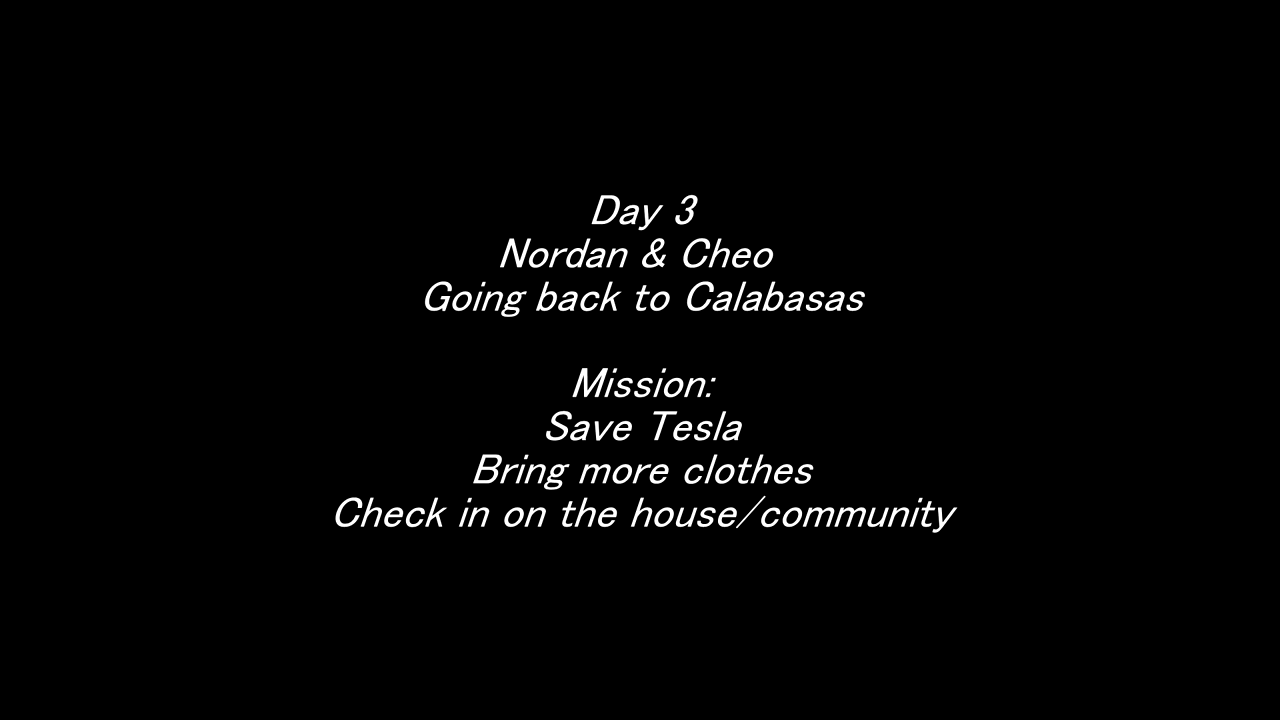 Day 3
Nordan & Cheo
Going back to Calabasas
Mission:
Save Tesla
Bring more clothes
Check in on the house/community